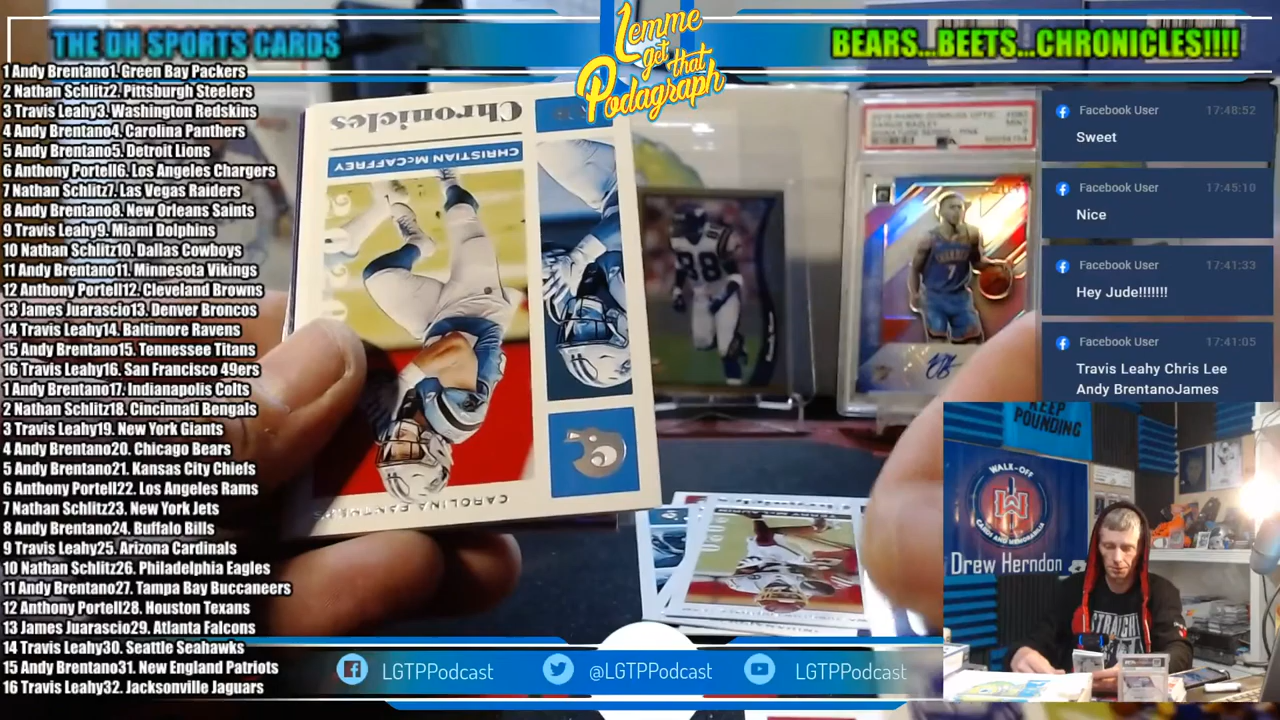 THE DH SPORTS CARDS
Lemme
get
that
Podagraph
BEARS...BEETS...CHRONICLES!!!!
1 Andy Brentano1. Green Bay Packers
2 Nathan Schlitz2. Pittsburgh Steelers
3 Travis Leahy3. Washington Redskins
4 Andy Brentano4. Carolina Panthers
5 Andy Brentano5. Detroit Lions
6 Anthony Portell6. Los Angeles Chargers
7 Nathan Schlitz7. Las Vegas Raiders
8 Andy Brentano8. New Orleans Saints
9 Travis Leahy9. Miami Dolphins
10 Nathan Schlitz10. Dallas Cowboys
11 Andy Brentano11. Minnesota Vikings
12 Anthony Portell12. Cleveland Browns
13 James Juarascio13. Denver Broncos
14 Travis Leahy14. Baltimore Ravens
15 Andy Brentano15. Tennessee Titans
16 Travis Leahy16. San Francisco 49ers
1 Andy Brentano17. Indianapolis Colts
2 Nathan Schlitz18. Cincinnati Bengals
3 Travis Leahy19. New York Giants
4 Andy Brentano20. Chicago Bears
5 Andy Brentano21. Kansas City Chiefs
6 Anthony Portell22. Los Angeles Rams
7 Nathan Schlitz23. New York Jets
8 Andy Brentano24. Buffalo Bills
9 Travis Leahy25. Arizona Cardinals
10 Nathan Schlitz26. Philadelphia Eagles
11 Andy Brentano27. Tampa Bay Buccaneers
12 Anthony Portell28. Houston Texans
13 James Juarascio29. Atlanta Falcons
14 Travis Leahy30. Seattle Seahawks
15 Andy Brentano31. New England Patriots
16 Travis Leahy32. Jacksonville Jaguars
Chronicles
CHRISTIAN McCAFFREY
2020
CAROLINA PANTHERS
88
THUNDER
7
MINT
TERRY McLAURIN
Facebook User 17:48:52
Sweet
Facebook User 17:45:10
Nice
Facebook User 17:41:33
Hey Jude!!!!!!!
Facebook User 17:41:05
Travis Leahy Chris Lee
Andy BrentanoJames
KEEP
POUNDING
WALK-OFF
CARDS AND MEMORABILIA
Drew Herndon
STRAIGHT
LGTPPodcast
@LGTPPodcast
LGTPPodcast